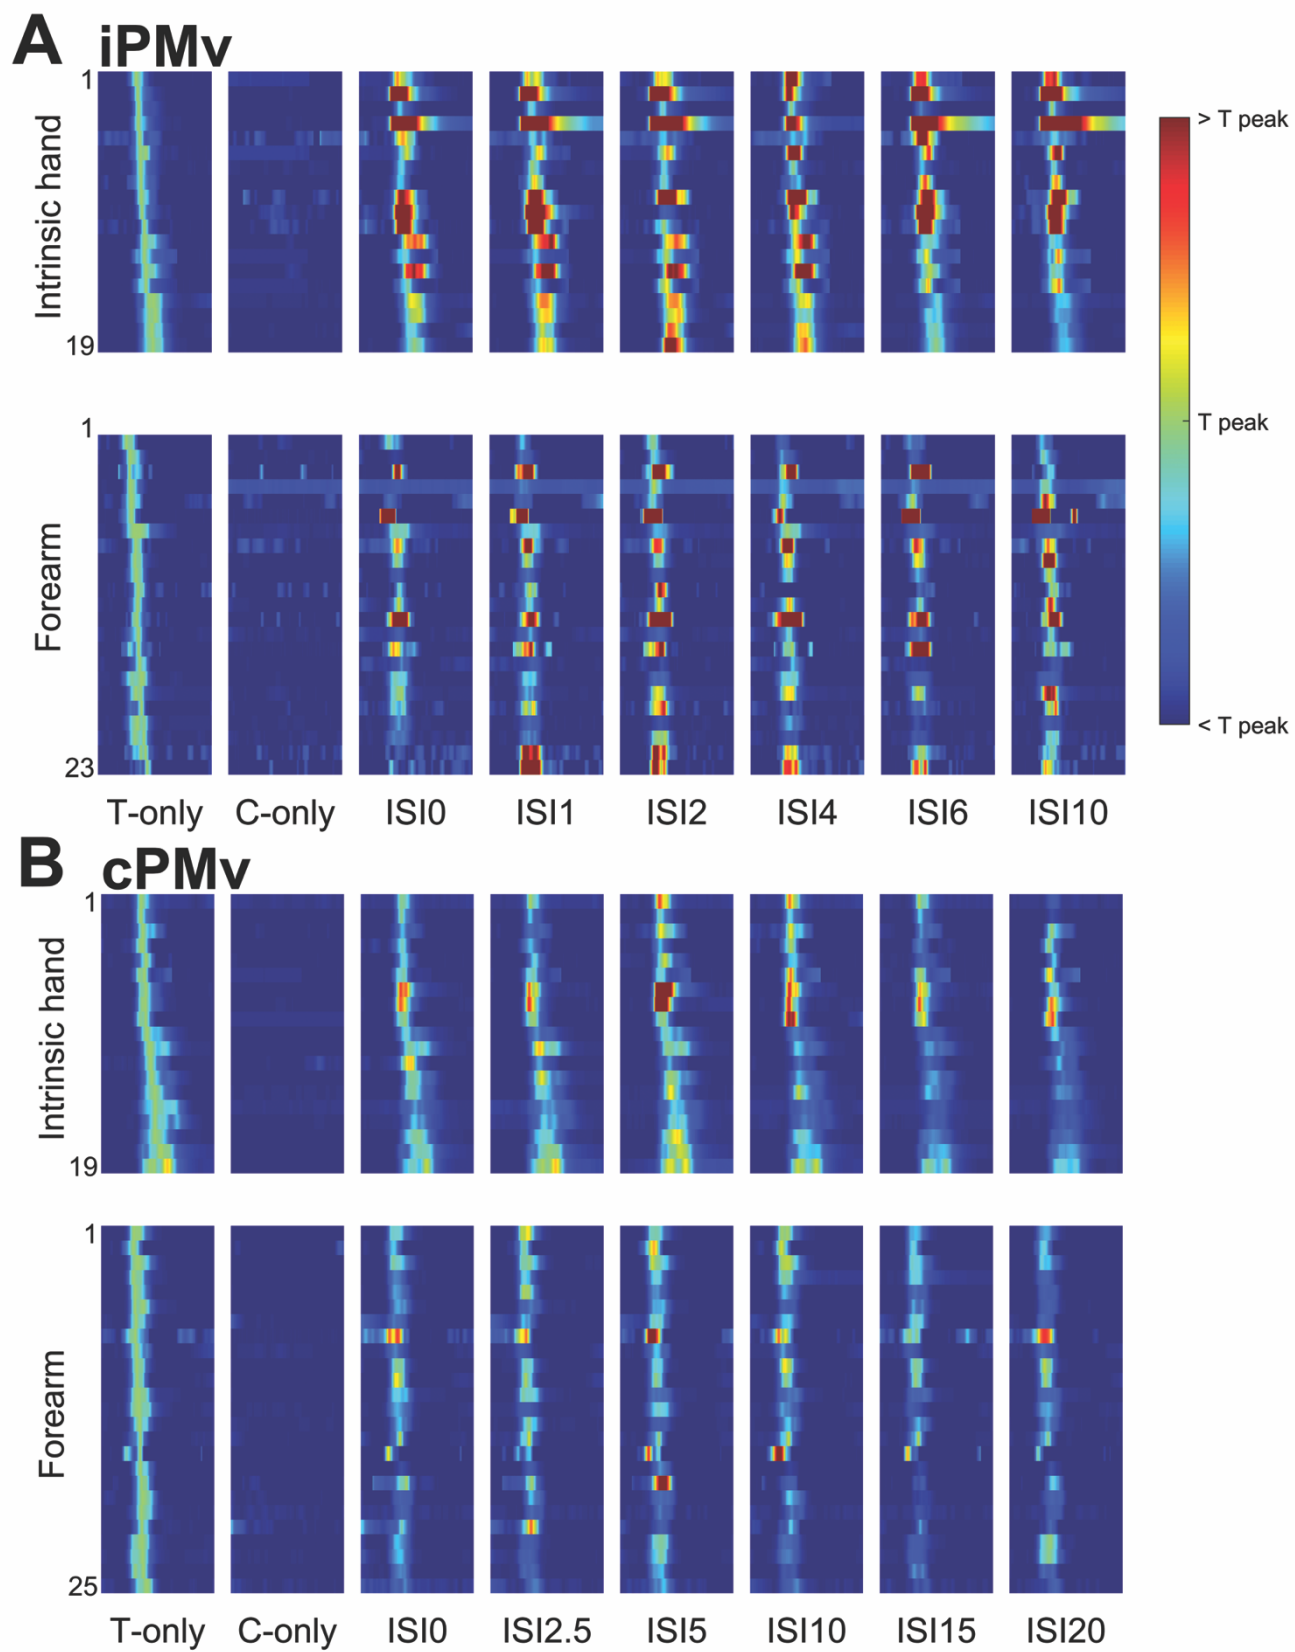 A iPMv
1
Intrinsic hand
19
> T peak
T peak
< T peak
1
Forearm
23
T-only C-only ISI0 ISI1 ISI2 ISI4 ISI6 ISI10
B cPMv
1
Intrinsic hand
19
1
Forearm
25
T-only C-only ISI0 ISI2.5 ISI5 ISI10 ISI15 ISI20